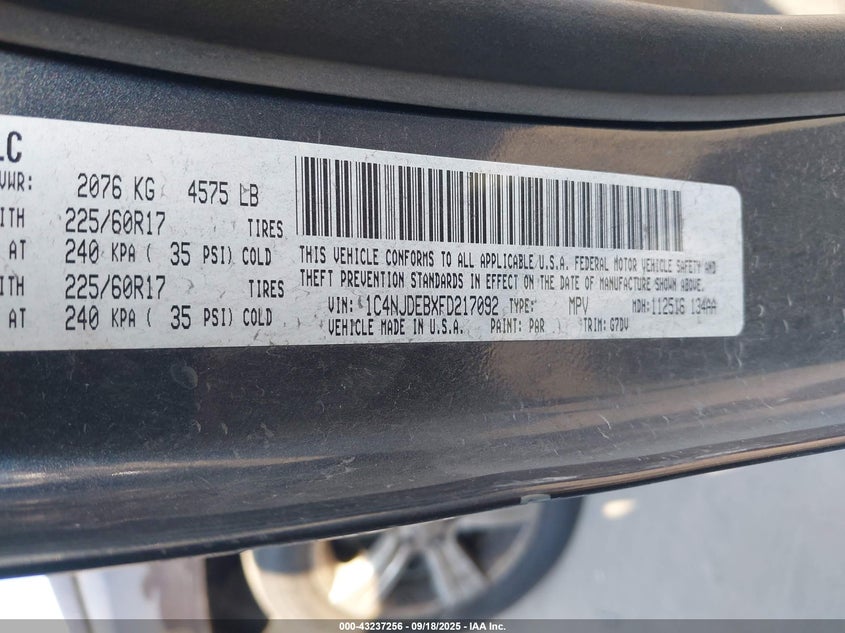 LC
VWR: 2076 KG 4575 LB
ITH 225/60R17 TIRES
AT 240 KPA ( 35 PSI) COLD
225/60R17 TIRES
AT 240 KPA ( 35 PSI) COLD
THIS VEHICLE CONFORMS TO ALL APPLICABLE U.S.A. FEDERAL MOTOR VEHICLE SAFETY AND
THEFT PREVENTION STANDARDS IN EFFECT ON THE DATE OF MANUFACTURE SHOWN ABOVE.
VIN: 1C4NJDEBXFD217092 TYPE: MPV MDH: 112516 134AA
VEHICLE MADE IN U.S.A. PAINT: PAR TRIM: G7DV
000-43237256 - 09/18/2025 - IAA Inc.